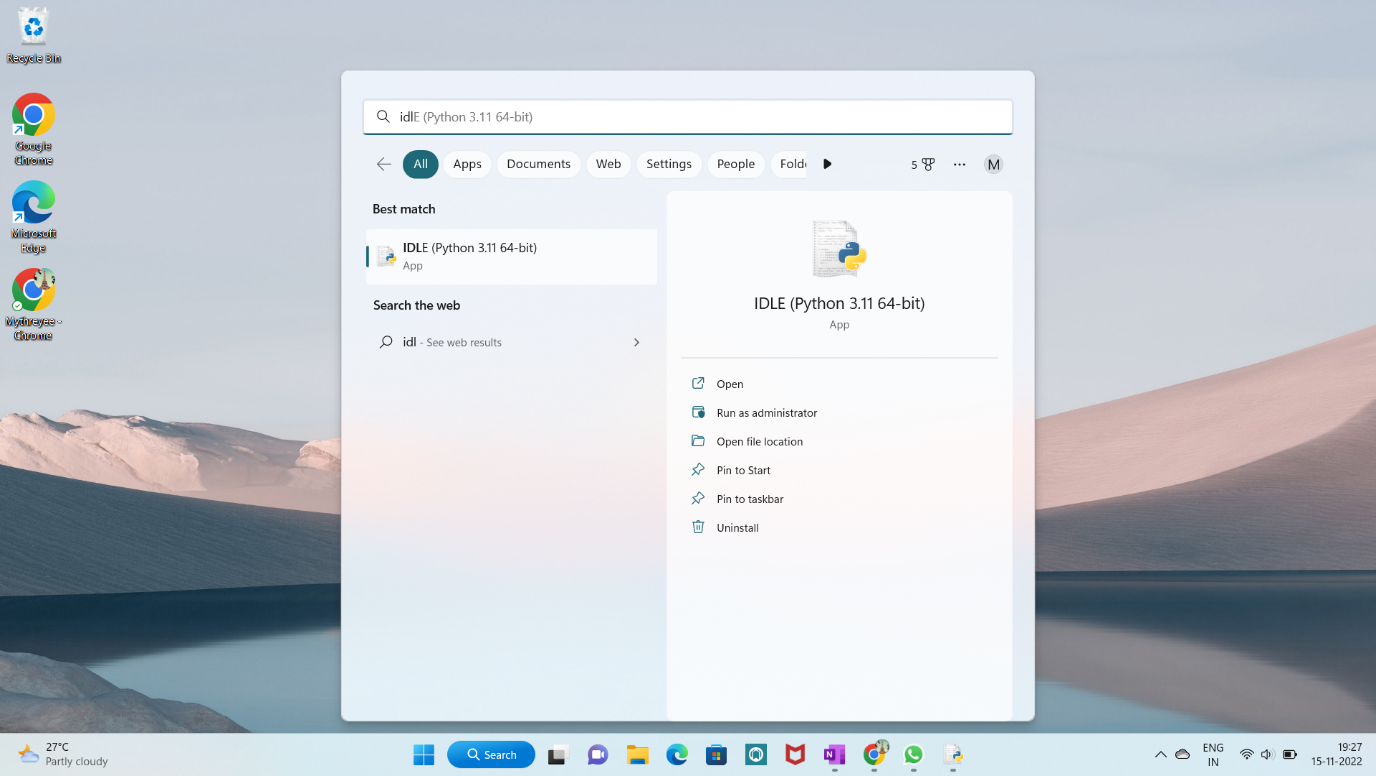 Recycle Bin
Google
Chrome
Microsoft
Edge
Mythreyee -
Chrome
idlE (Python 3.11 64-bit)
All Apps Documents Web Settings People Folde 5 M
Best match
IDLE (Python 3.11 64-bit)
App
Search the web
idl - See web results
IDLE (Python 3.11 64-bit)
App
Open
Run as administrator
Open file location
Pin to Start
Pin to taskbar
Uninstall
27°C
Partly cloudy
Search
ENG
IN
19:27
15-11-2022